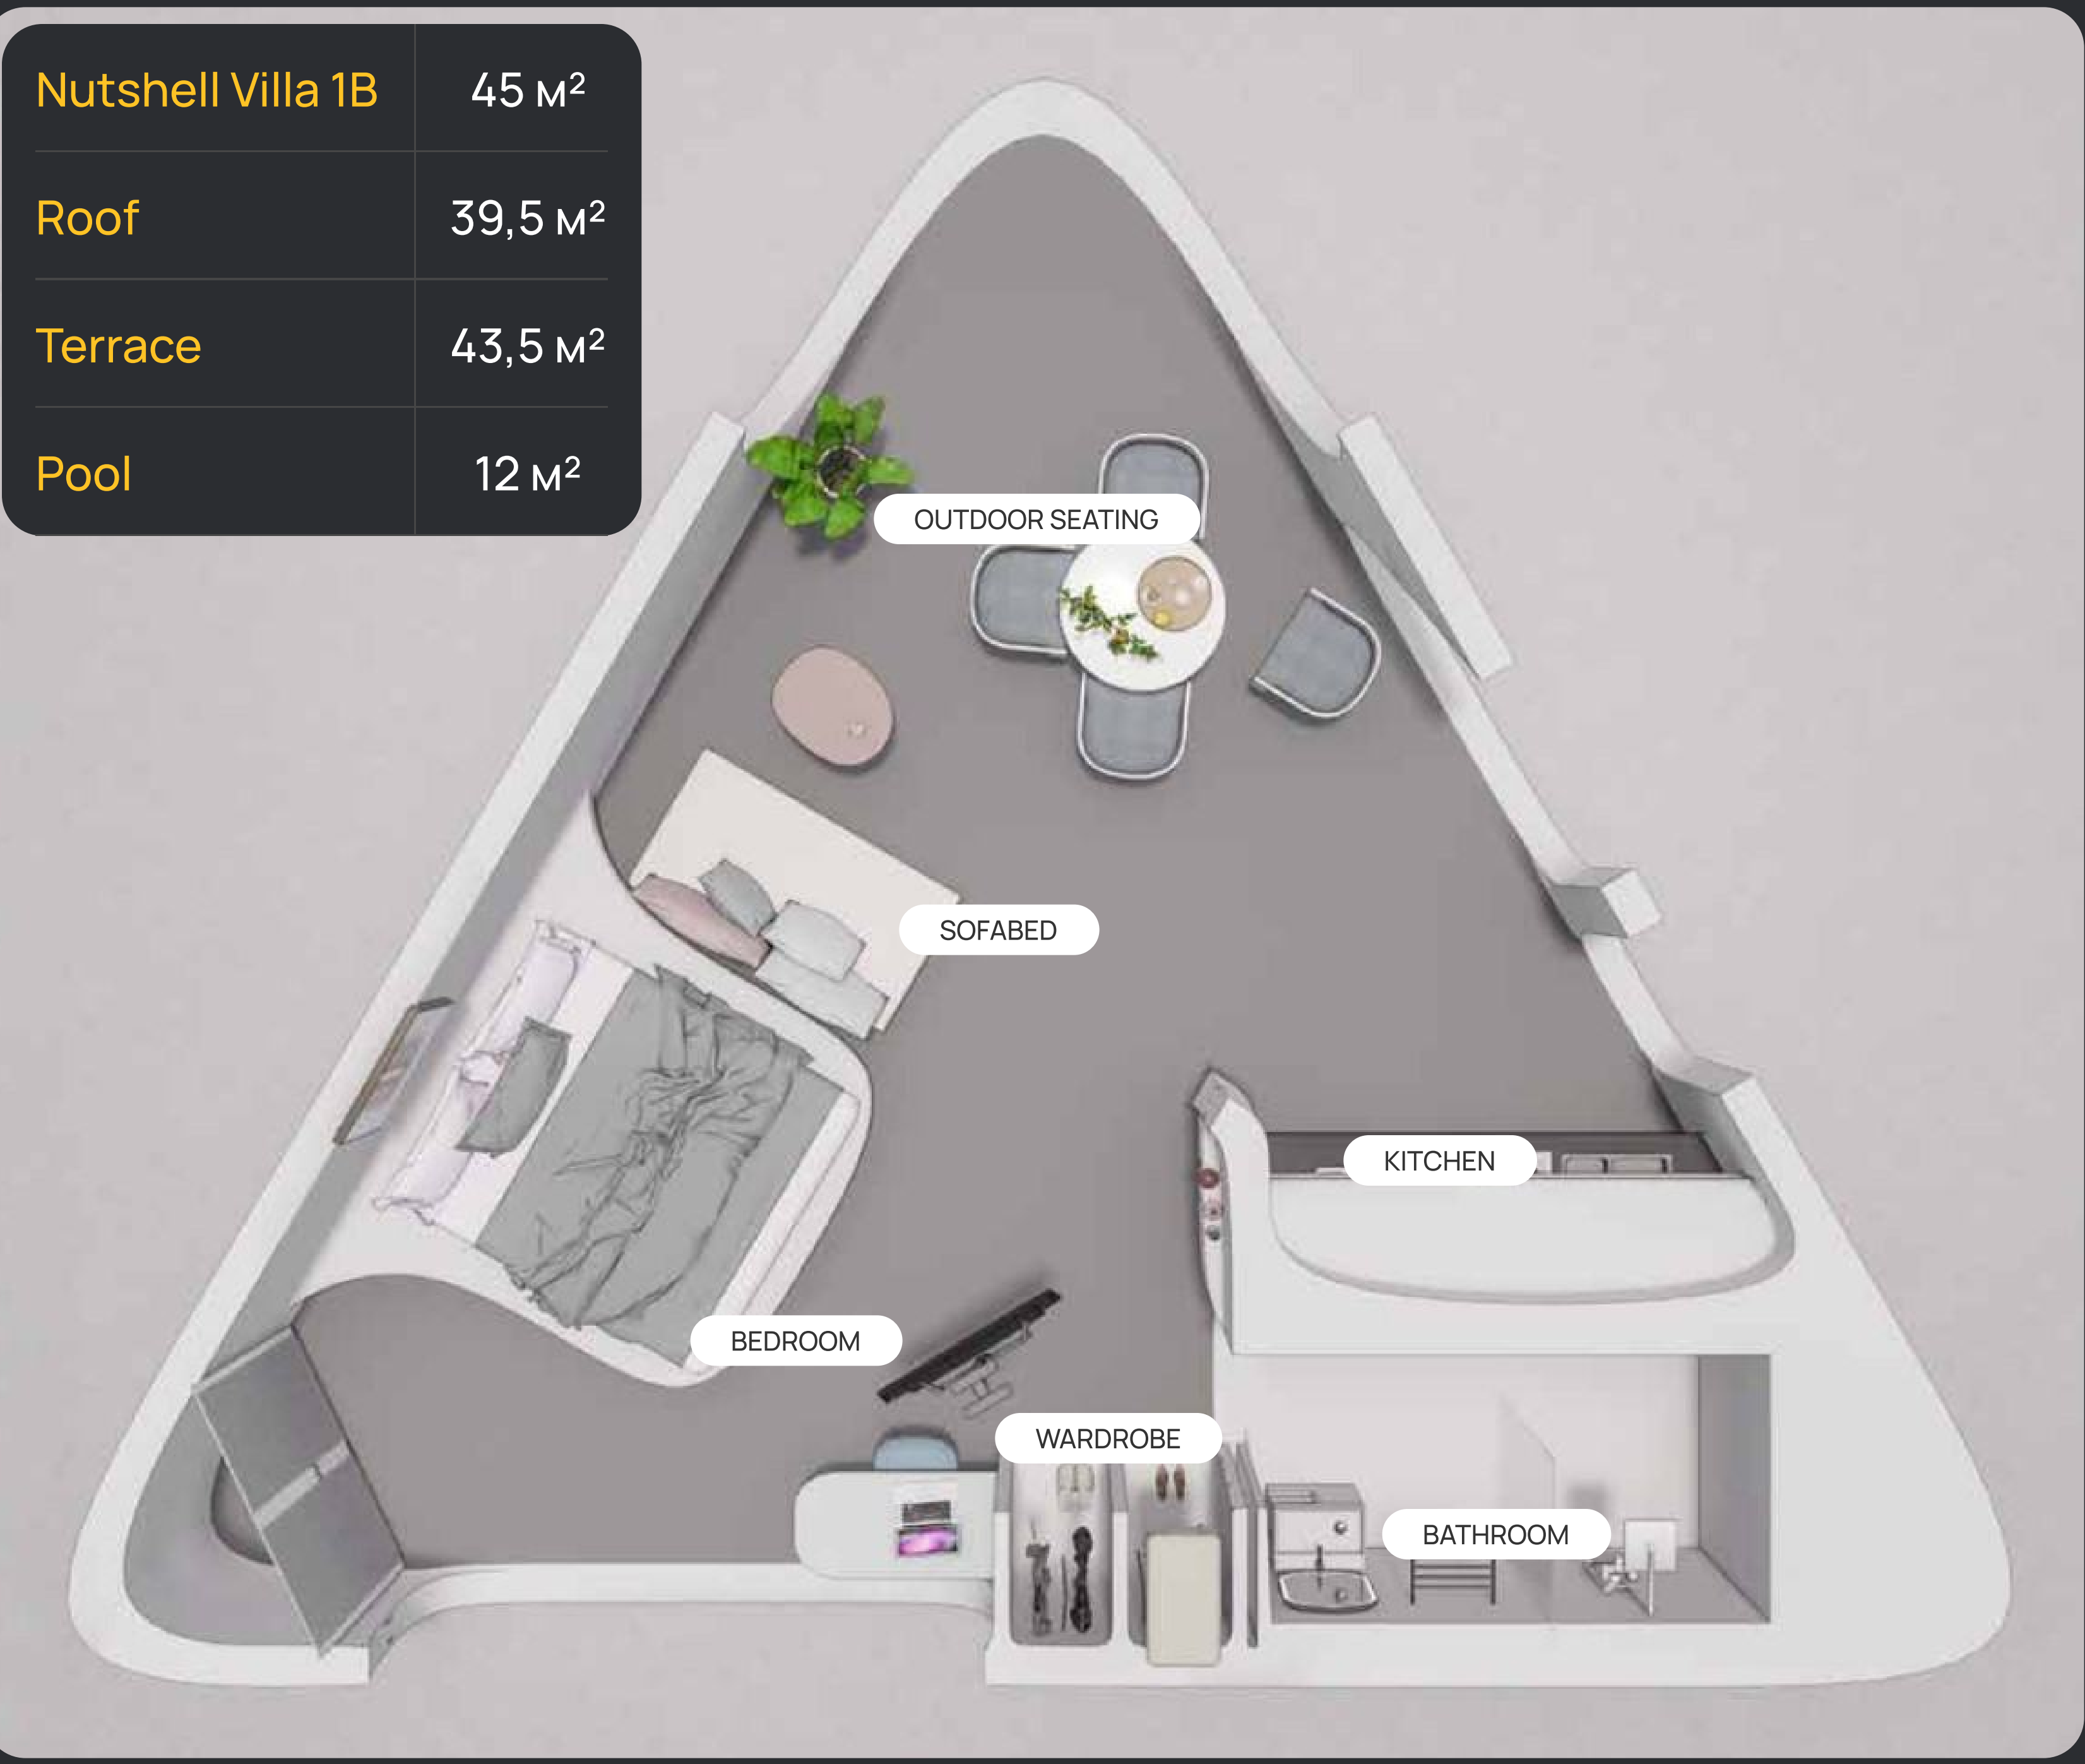 Nutshell Villa 1B 45 м²
Roof 39,5 м²
Terrace 43,5 м²
Pool 12 м²
OUTDOOR SEATING
SOFABED
KITCHEN
BEDROOM
WARDROBE
BATHROOM